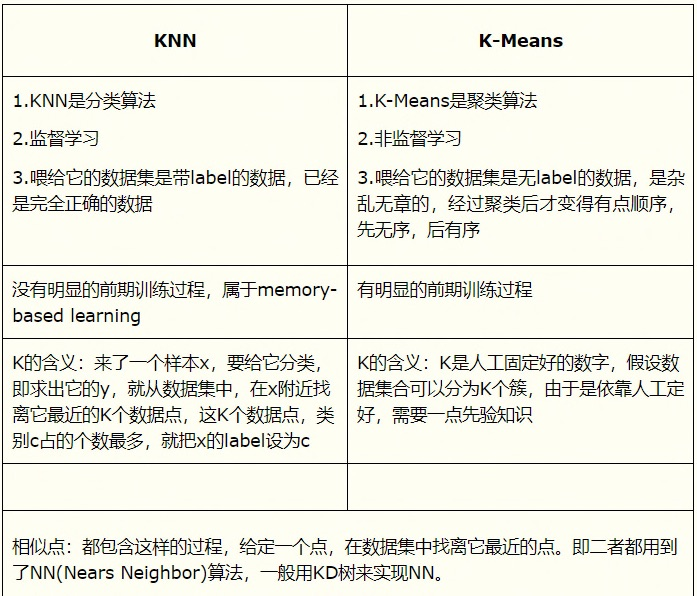 KNN
K-Means
1.KNN是分类算法
2.监督学习
3.喂给它的数据集是带label的数据，已经
是完全正确的数据
1.K-Means是聚类算法
2.非监督学习
3.喂给它的数据集是无label的数据，是杂
乱无章的，经过聚类后才变得有点顺序，
先无序，后有序
没有明显的前期训练过程，属于memory-
based learning
有明显的前期训练过程
K的含义：来了一个样本x，要给它分类，
即求出它的y，就从数据集中，在x附近找
离它最近的K个数据点，这K个数据点，类
别c占的个数最多，就把x的label设为c
K的含义：K是人工固定好的数字，假设数
据集合可以分为K个簇，由于是依靠人工定
好，需要一点先验知识
相似点：都包含这样的过程，给定一个点，在数据集中找离它最近的点。即二者都用到
了NN(Nears Neighbor)算法，一般用KD树来实现NN。